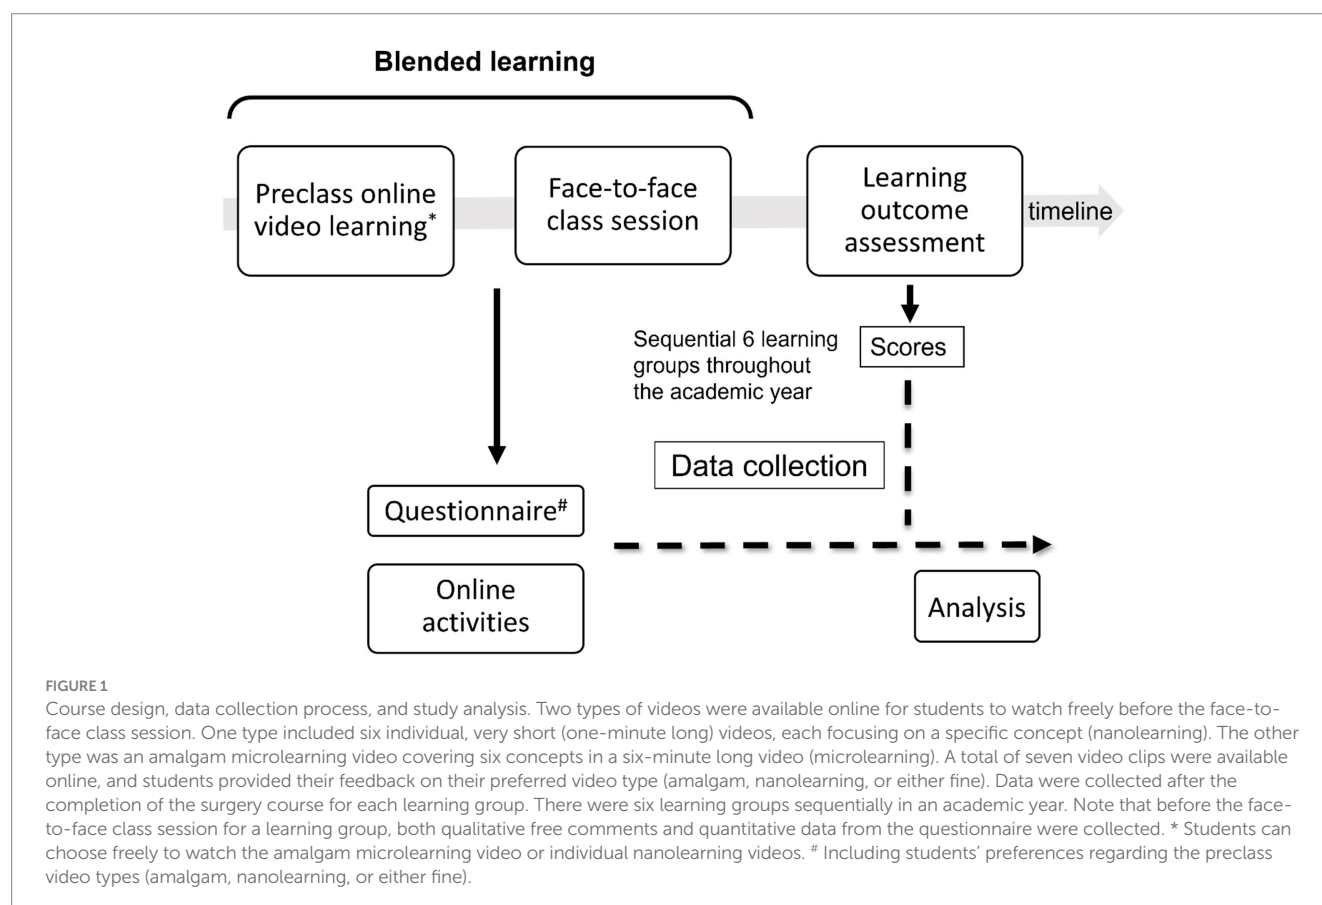 Blended learning
Preclass online
video learning*
Face-to-face
class session
Learning
outcome
assessment
timeline
Sequential 6 learning
groups throughout
the academic year
Scores
Data collection
Questionnaire#
Online
activities
Analysis
FIGURE 1
Course design, data collection process, and study analysis. Two types of videos were available online for students to watch freely before the face-to-
face class session. One type included six individual, very short (one-minute long) videos, each focusing on a specific concept (nanolearning). The other
type was an amalgam microlearning video covering six concepts in a six-minute long video (microlearning). A total of seven video clips were available
online, and students provided their feedback on their preferred video type (amalgam, nanolearning, or either fine). Data were collected after the
completion of the surgery course for each learning group. There were six learning groups sequentially in an academic year. Note that before the face-
to-face class session for a learning group, both qualitative free comments and quantitative data from the questionnaire were collected. * Students can
choose freely to watch the amalgam microlearning video or individual nanolearning videos. # Including students’ preferences regarding the preclass
video types (amalgam, nanolearning, or either fine).